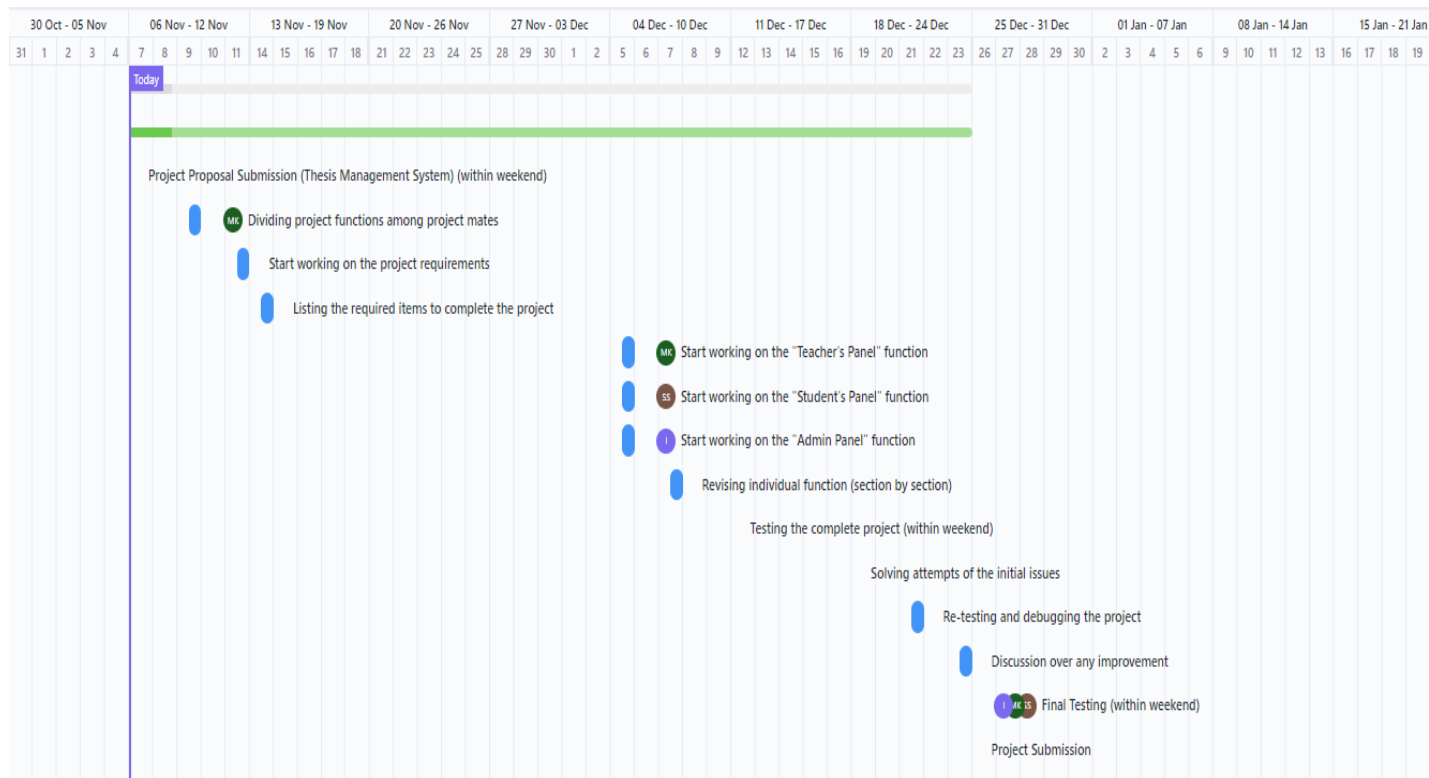 30 Oct - 05 Nov 06 Nov - 12 Nov 13 Nov - 19 Nov 20 Nov - 26 Nov 27 Nov - 03 Dec 04 Dec - 10 Dec 11 Dec - 17 Dec 18 Dec - 24 Dec 25 Dec - 31 Dec 01 Jan - 07 Jan 08 Jan - 14 Jan 15 Jan - 21 Jan
31 1 2 3 4 7 8 9 10 11 14 15 16 17 18 21 22 23 24 25 28 29 30 1 2 5 6 7 8 9 12 13 14 15 16 19 20 21 22 23 26 27 28 29 30 2 3 4 5 6 9 10 11 12 13 16 17 18 19
Today
Project Proposal Submission (Thesis Management System) (within weekend)
MK Dividing project functions among project mates
Start working on the project requirements
Listing the required items to complete the project
MK Start working on the "Teacher's Panel" function
SS Start working on the "Student's Panel" function
I Start working on the "Admin Panel" function
Revising individual function (section by section)
Testing the complete project (within weekend)
Solving attempts of the initial issues
Re-testing and debugging the project
Discussion over any improvement
I MK SS Final Testing (within weekend)
Project Submission